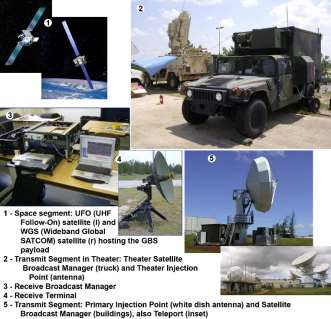 1
2
3
4
5
1 - Space segment: UFO (UHF
Follow-On) satellite (l) and
WGS (Wideband Global
SATCOM) satellite (r) hosting the GBS
payload
2 - Transmit Segment in Theater: Theater Satellite
Broadcast Manager (truck) and Theater Injection
Point (antenna)
3 - Receive Broadcast Manager
4 - Receive Terminal
5 - Transmit Segment: Primary Injection Point (white dish antenna) and Satellite
Broadcast Manager (buildings), also Teleport (inset)